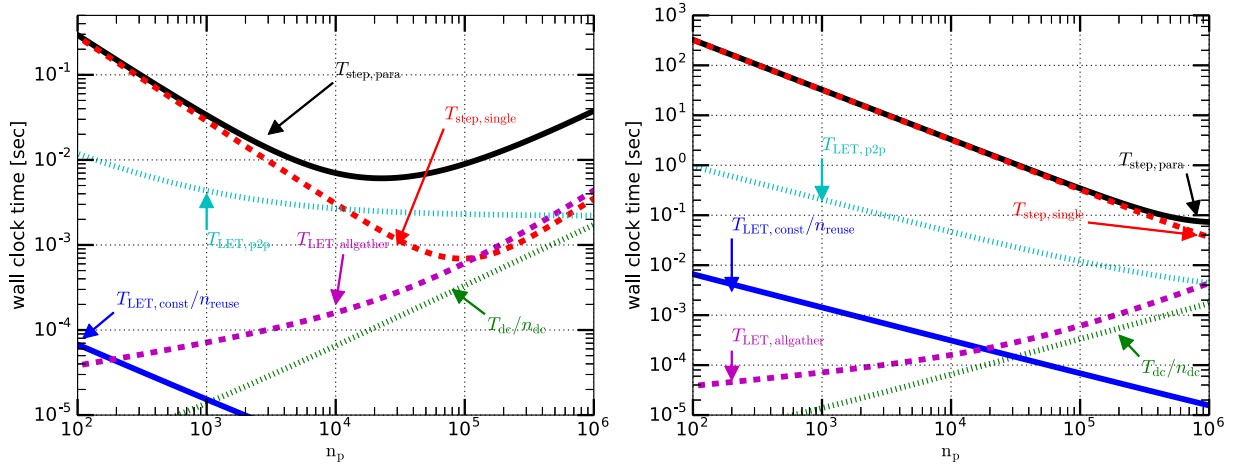 wall clock time [sec]
10^-1
10^-2
10^-3
10^-4
10^-5
T_step, para
T_step, single
T_LET, p2p
T_LET, allgather
T_LET, const/n_reuse
T_dc/n_dc
10^2 10^3 10^4 10^5 10^6
n_p
wall clock time [sec]
10^3
10^2
10^1
10^0
10^-1
10^-2
10^-3
10^-4
10^-5
T_LET, p2p
T_step, para
T_step, single
T_LET, const/n_reuse
T_LET, allgather
T_dc/n_dc
10^2 10^3 10^4 10^5 10^6
n_p